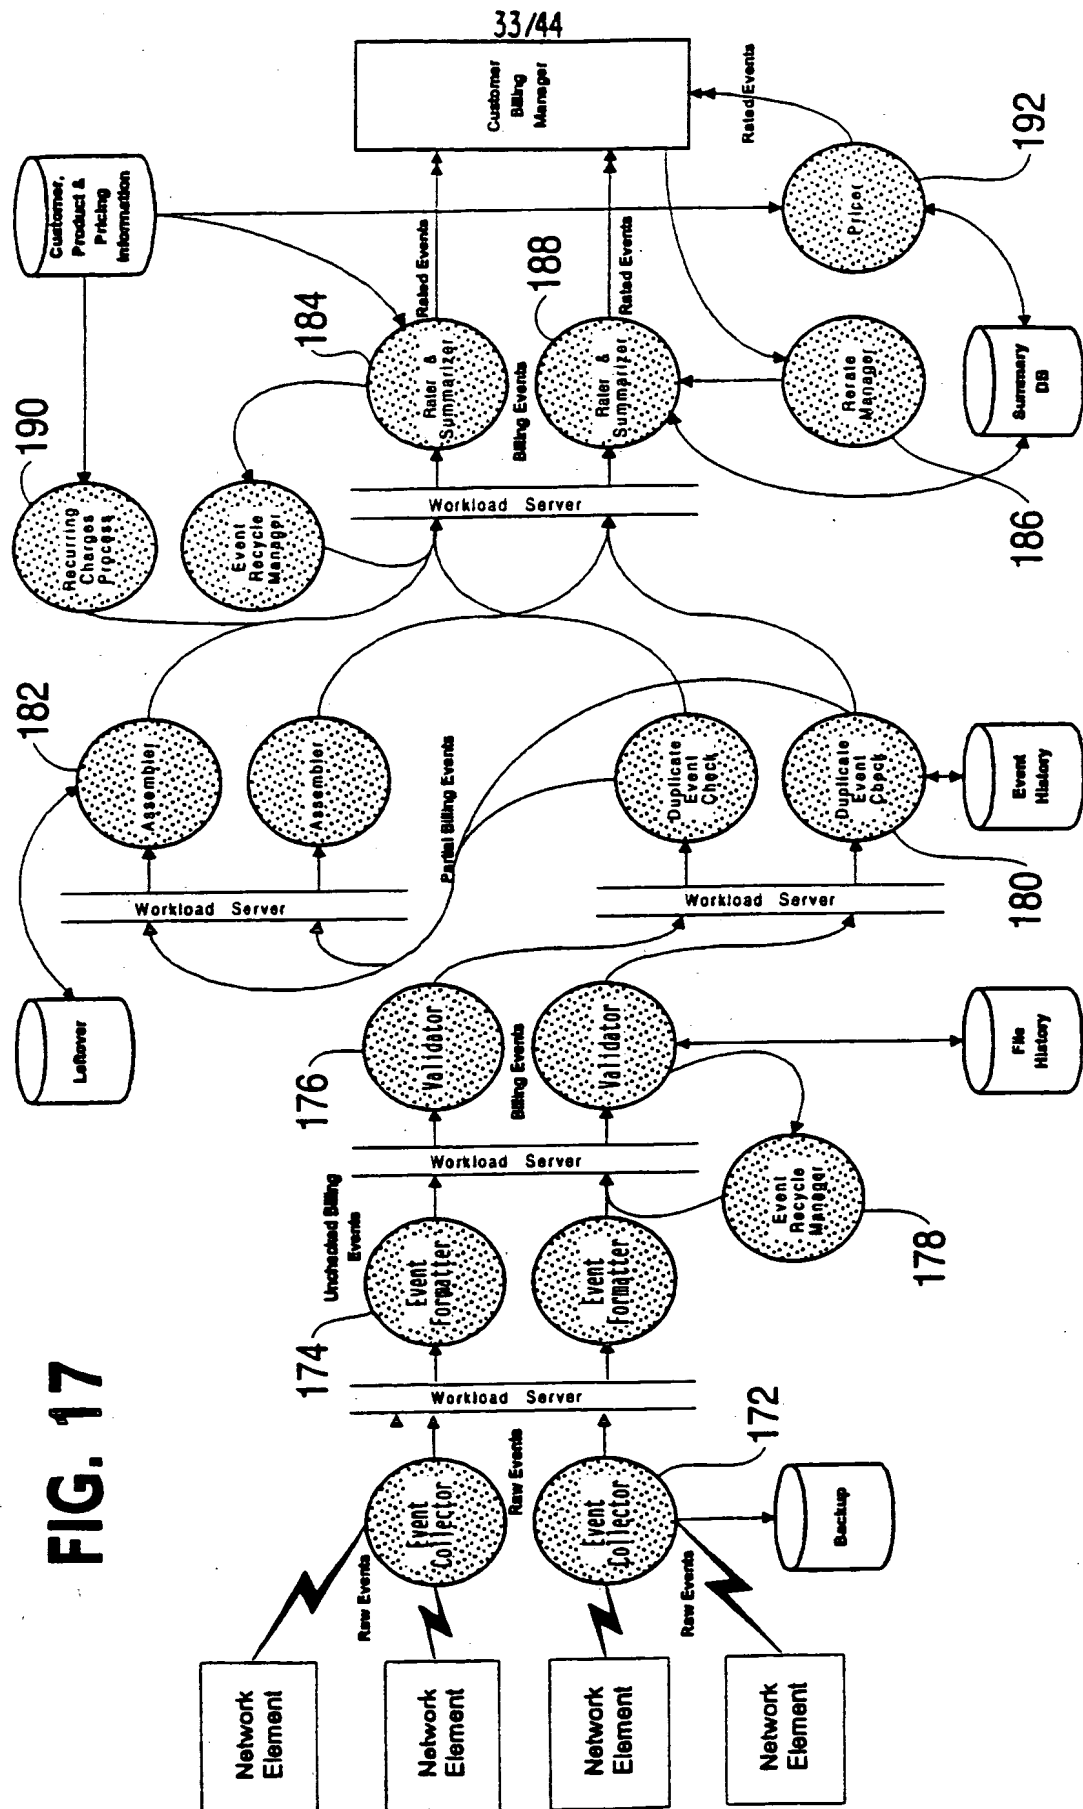 FIG. 17
Network
Element
Network
Element
Network
Element
Network
Element
Raw Events
Raw Events
Event
Collector
Event
Collector
172
Backup
Raw Events
Workload Server
174
Event
Formatter
Event
Formatter
Unchecked Billing
Events
Workload Server
Event
Recycle
Manager
178
176
Validator
Validator
Billing Events
File
History
Leftover
Workload Server
Workload Server
Partial Billing Events
182
Assembler
Assembler
Duplicate
Event
Check
Duplicate
Event
Check
180
Event
History
190
Recurring
Charges
Process
Event
Recycle
Manager
Workload Server
Billing Events
184
Rater &
Summarizer
188
Rater &
Summarizer
Rerate
Manager
186
Summary
DB
Customer,
Product &
Pricing
Information
Rated Events
Rated Events
Pricer
192
Rated Events
Customer
Billing
Manager
33/44